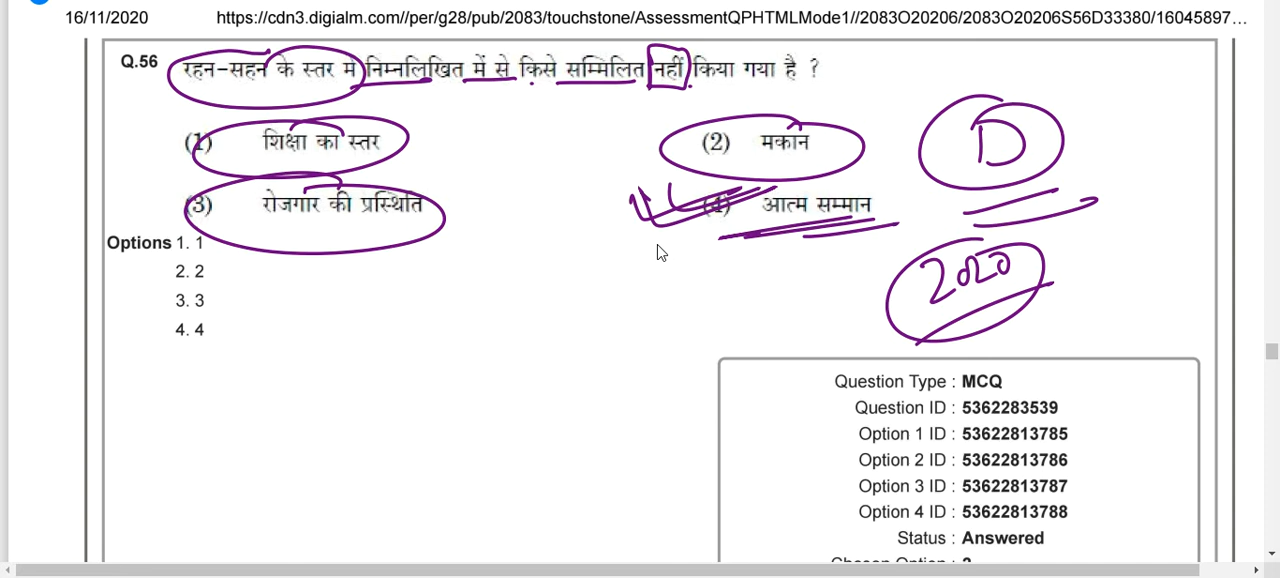 16/11/2020 https://cdn3.digialm.com//per/g28/pub/2083/touchstone/AssessmentQPHTMLMode1//2083O20206/2083O20206S56D33380/16045897...
Q.56 रहन-सहन के स्तर में निम्नलिखित में से किसे सम्मिलित नहीं किया गया है ?
(1) शिक्षा का स्तर (2) मकान
D
(3) रोजगार की प्रस्थिति (4) आत्म सम्मान
Options 1. 1
2. 2
2020
3. 3
4. 4
Question Type : MCQ
Question ID : 5362283539
Option 1 ID : 53622813785
Option 2 ID : 53622813786
Option 3 ID : 53622813787
Option 4 ID : 53622813788
Status : Answered
Chosen Option :